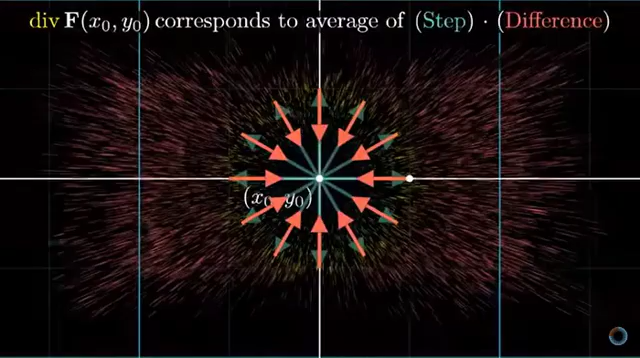 div F(x₀, y₀) corresponds to average of (Step) · (Difference)
(x₀, y₀)